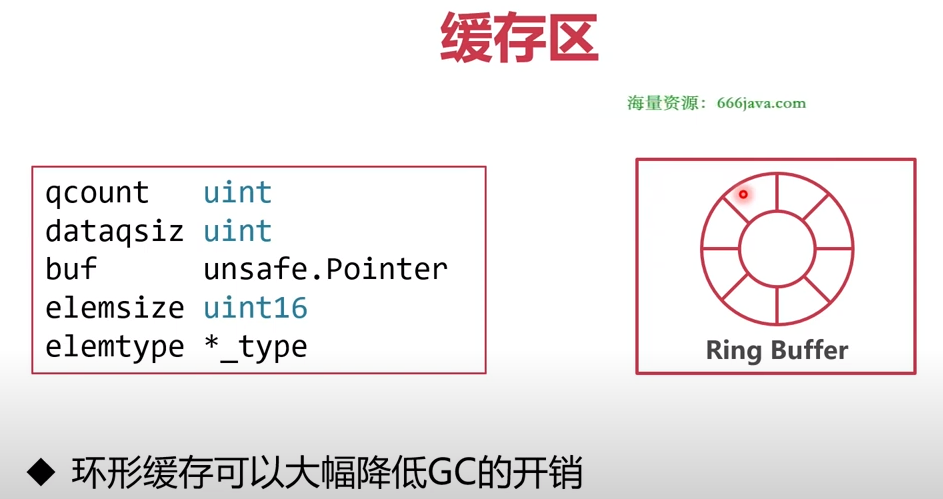 缓存区
海量资源：666java.com
qcount uint
dataqsiz uint
buf unsafe.Pointer
elemsize uint16
elemtype *_type
Ring Buffer
◆ 环形缓存可以大幅降低GC的开销